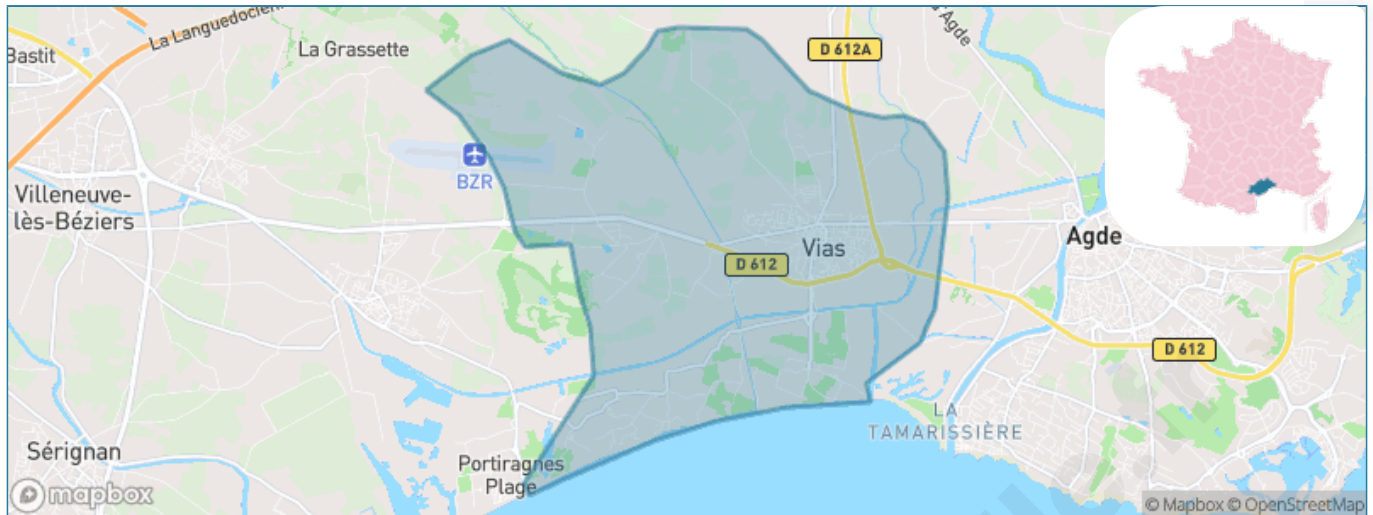 Bastit
La Languedocien
La Grassette
D 612A
d'Agde
BZR
Villeneuve-
lès-Béziers
Vias
D 612
Agde
D 612
LA
TAMARISSIÈRE
Sérignan
Portiragnes
Plage
mapbox
© Mapbox © OpenStreetMap